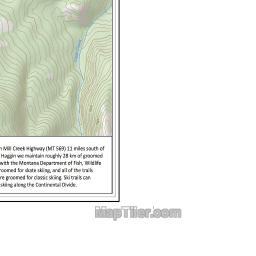 n Mill Creek Highway (MT 569) 11 miles south of
Haggin we maintain roughly 28 km of groomed
with the Montana Department of Fish, Wildlife
roomed for skate skiing, and all of the trails
re groomed for classic skiing. Ski trails can
skiing along the Continental Divide.
MapTiler.com